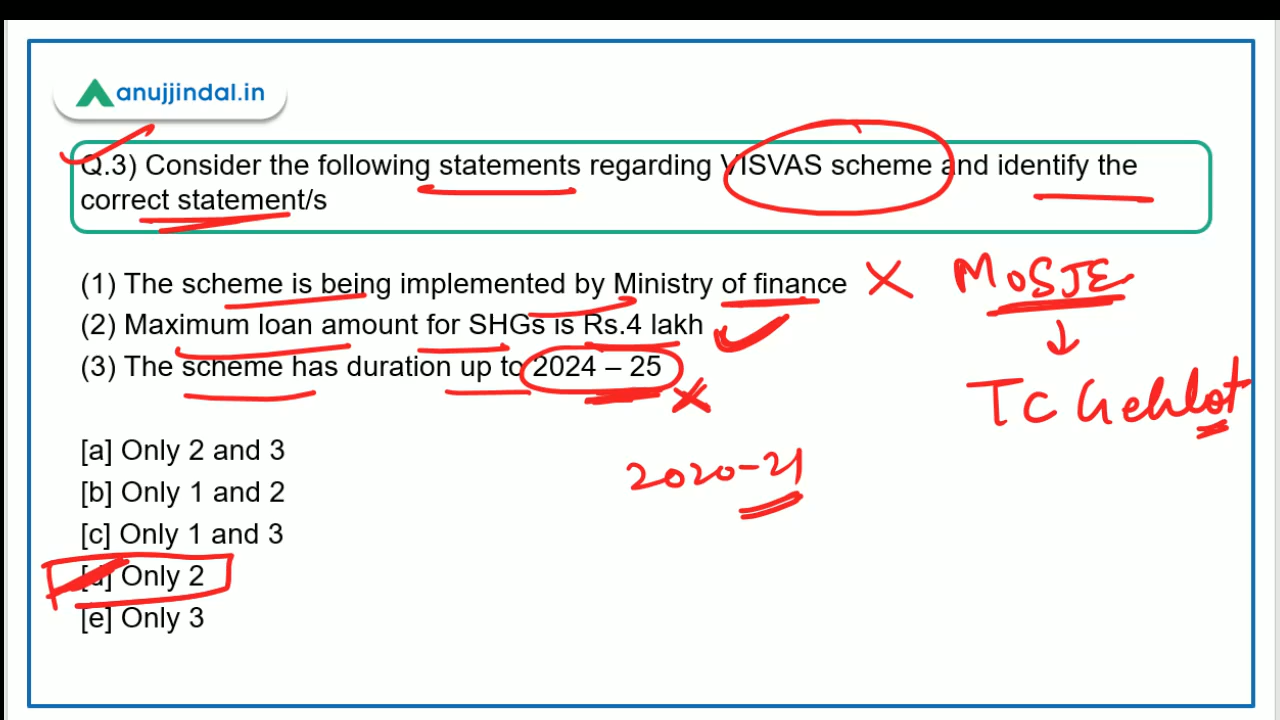 anujjindal.in
Q.3) Consider the following statements regarding VISVAS scheme and identify the
correct statement/s
(1) The scheme is being implemented by Ministry of finance
MoSJE
(2) Maximum loan amount for SHGs is Rs.4 lakh
(3) The scheme has duration up to 2024 – 25
TC Gehlot
[a] Only 2 and 3
2020-21
[b] Only 1 and 2
[c] Only 1 and 3
[d] Only 2
[e] Only 3